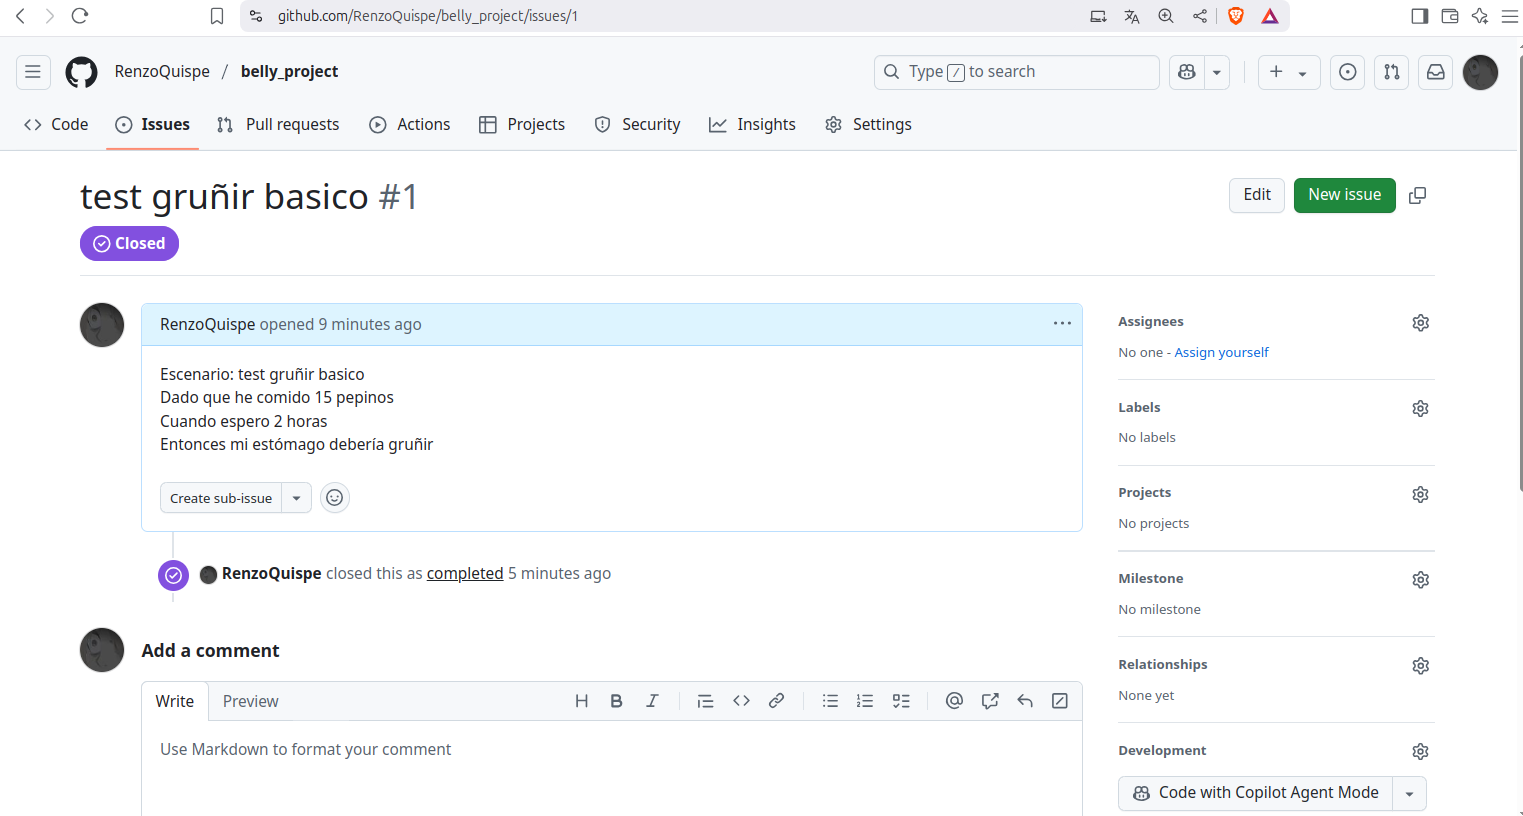 github.com/RenzoQuispe/belly_project/issues/1
RenzoQuispe / belly_project
Type / to search
Code
Issues
Pull requests
Actions
Projects
Security
Insights
Settings
test gruñir basico #1
Edit
New issue
Closed
RenzoQuispe opened 9 minutes ago
Escenario: test gruñir basico
Dado que he comido 15 pepinos
Cuando espero 2 horas
Entonces mi estómago debería gruñir
Create sub-issue
RenzoQuispe closed this as completed 5 minutes ago
Add a comment
Write
Preview
Use Markdown to format your comment
Assignees
No one - Assign yourself
Labels
No labels
Projects
No projects
Milestone
No milestone
Relationships
None yet
Development
Code with Copilot Agent Mode